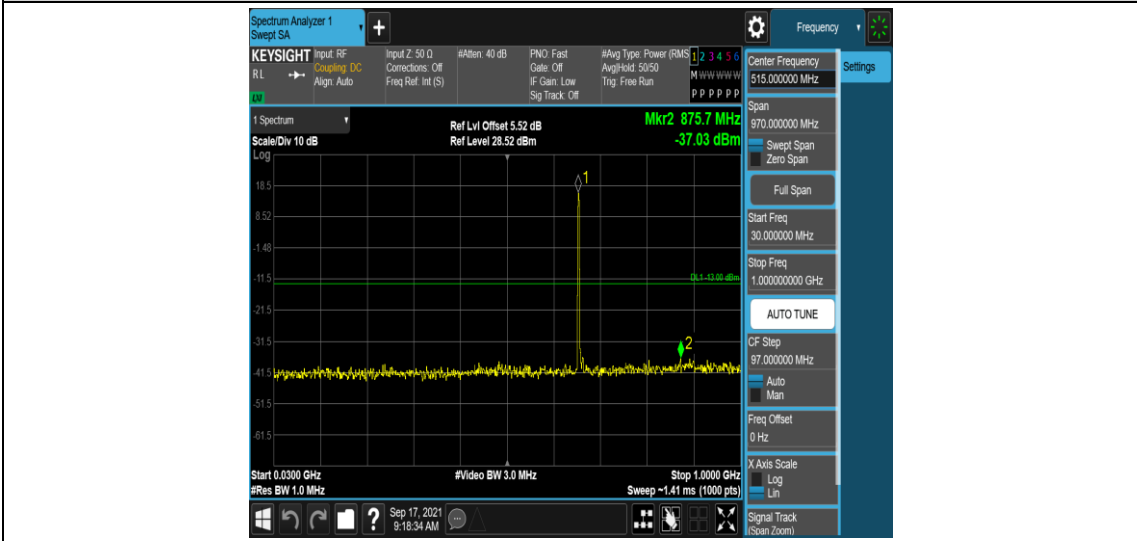 Spectrum Analyzer 1
Swept SA
+
Frequency
KEYSIGHT
RL
LM
Input: RF
Coupling: DC
Align: Auto
Input Z: 50 Ω
Corrections: Off
Freq Ref: Int (S)
#Atten: 40 dB
PNO: Fast
Gate: Off
IF Gain: Low
Sig Track: Off
#Avg Type: Power (RMS
Avg|Hold: 50/50
Trig: Free Run
1 2 3 4 5 6
M W W W W W
P P P P P P
1 Spectrum
Scale/Div 10 dB
Log
Ref Lvl Offset 5.52 dB
Ref Level 28.52 dBm
Mkr2 875.7 MHz
-37.03 dBm
18.5
8.52
-1.48
-11.5
-21.5
-31.5
-41.5
-51.5
-61.5
1
DL1 -13.00 dBm
2
Start 0.0300 GHz
#Res BW 1.0 MHz
#Video BW 3.0 MHz
Stop 1.0000 GHz
Sweep ~1.41 ms (1000 pts)
?
Sep 17, 2021
9:18:34 AM
Center Frequency
515.000000 MHz
Settings
Span
970.000000 MHz
Swept Span
Zero Span
Full Span
Start Freq
30.000000 MHz
Stop Freq
1.000000000 GHz
AUTO TUNE
CF Step
97.000000 MHz
Auto
Man
Freq Offset
0 Hz
X Axis Scale
Log
Lin
Signal Track
(Span Zoom)